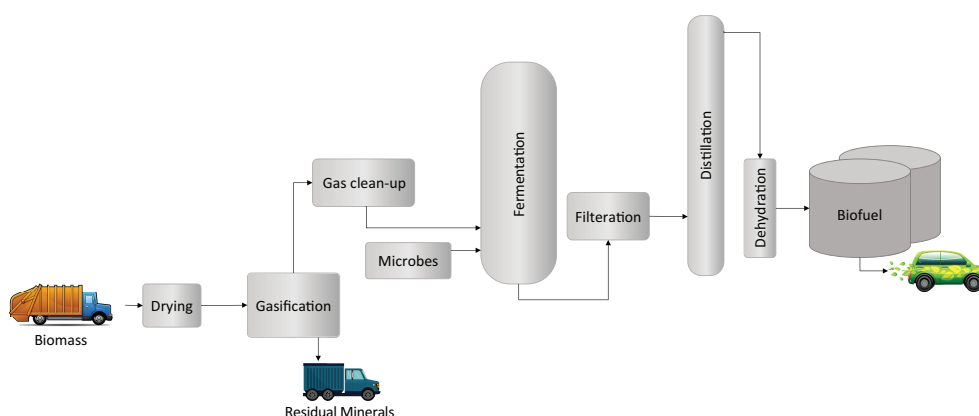 Biomass
Drying
Gasification
Residual Minerals
Gas clean-up
Microbes
Fermentation
Filteration
Distillation
Dehydration
Biofuel